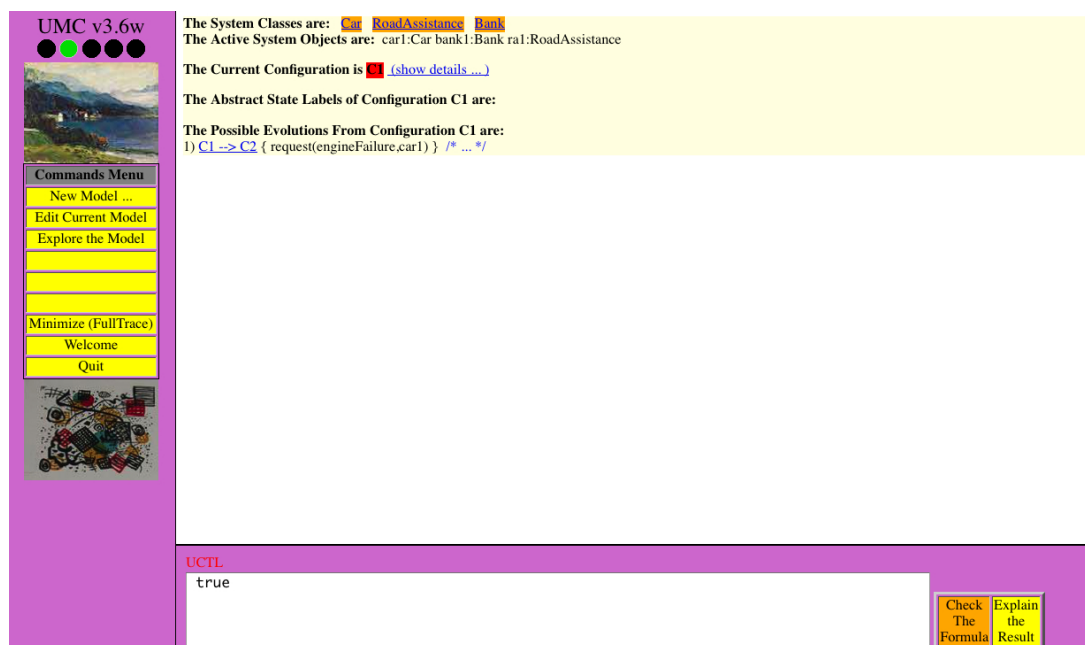 UMC v3.6w
Commands Menu
New Model ...
Edit Current Model
Explore the Model
Minimize (FullTrace)
Welcome
Quit
The System Classes are: Car RoadAssistance Bank
The Active System Objects are: car1:Car bank1:Bank ra1:RoadAssistance
The Current Configuration is C1 (show details ... )
The Abstract State Labels of Configuration C1 are:
The Possible Evolutions From Configuration C1 are:
1) C1 --> C2 { request(engineFailure,car1) } /* ... */
UCTL
true
Check
The
Formula
Explain
the
Result